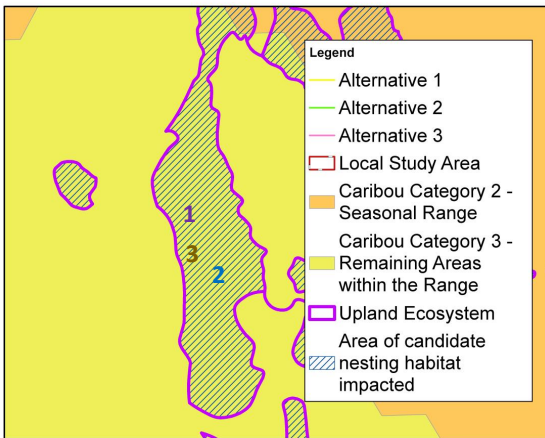 Legend
Alternative 1
Alternative 2
Alternative 3
Local Study Area
Caribou Category 2 -
Seasonal Range
Caribou Category 3 -
Remaining Areas
within the Range
Upland Ecosystem
Area of candidate
nesting habitat
impacted
1
3
2